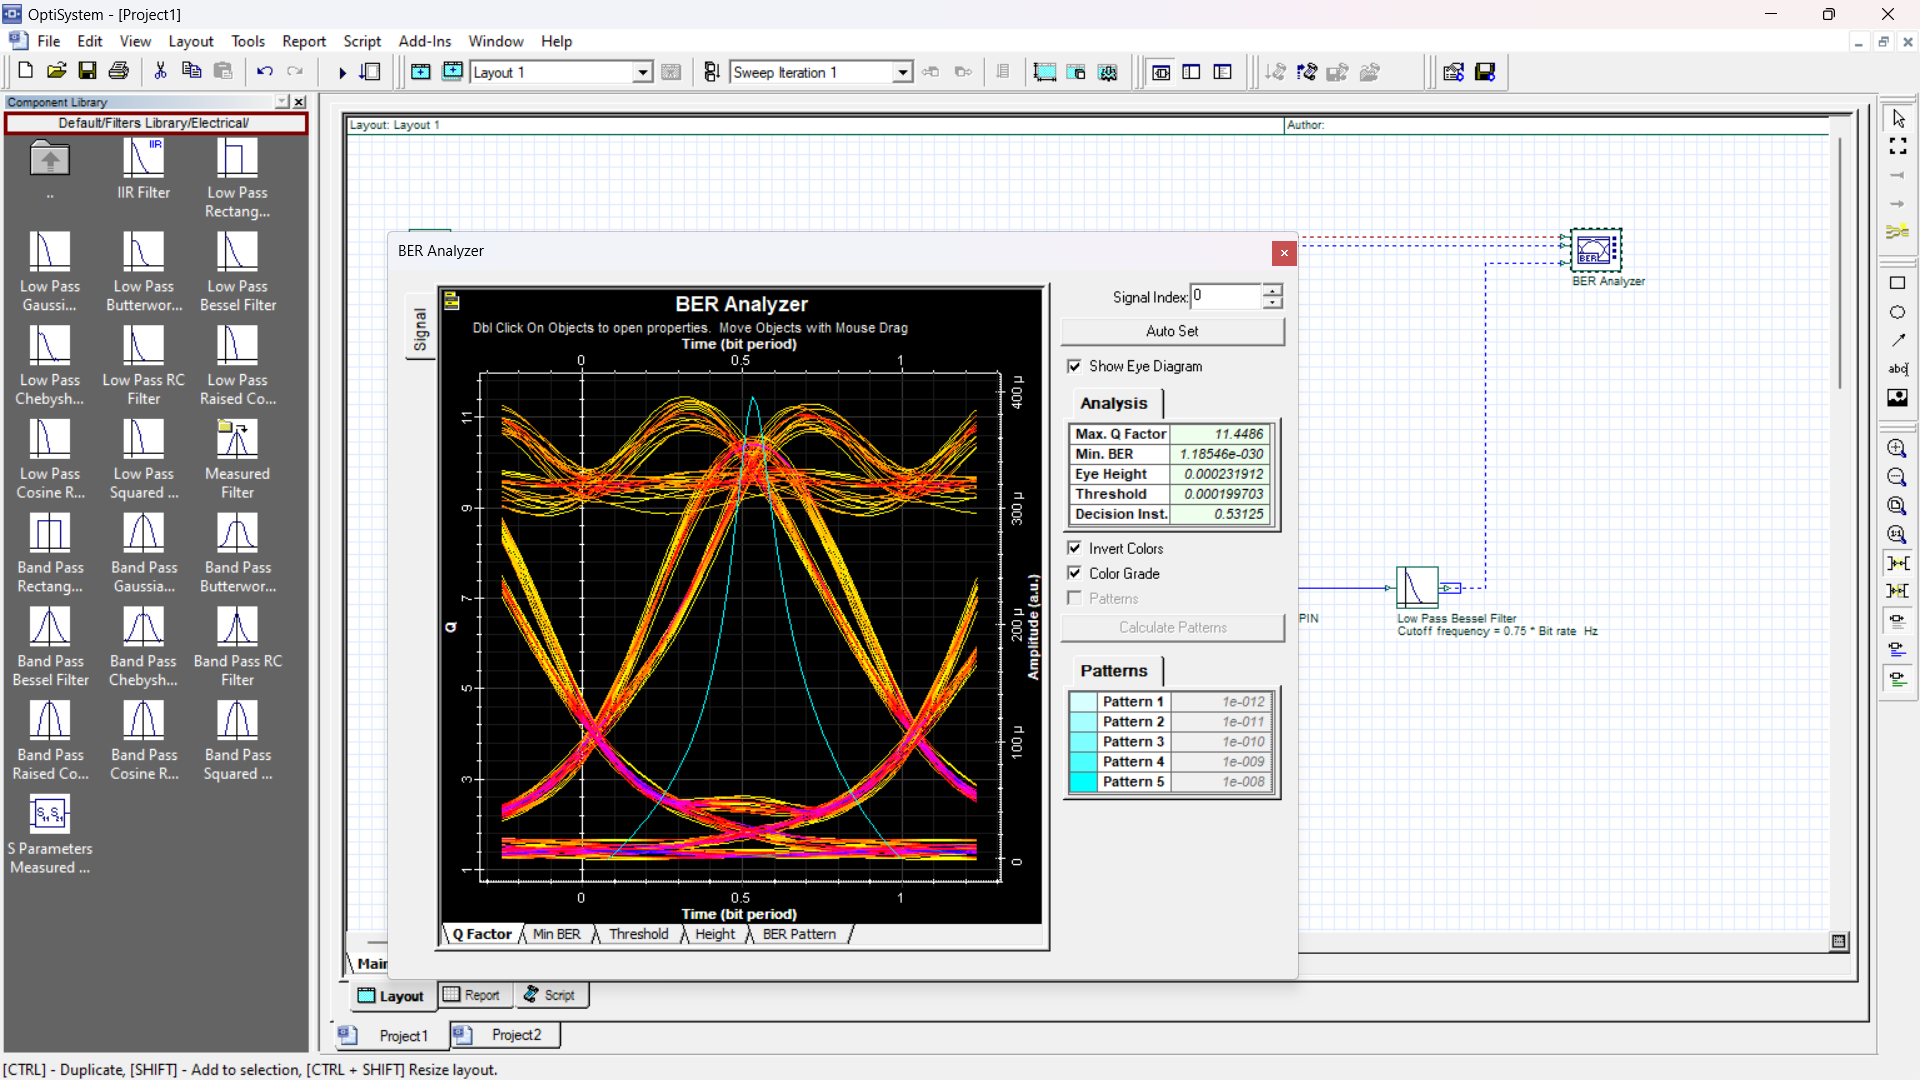 OptiSystem - [Project1]
File Edit View Layout Tools Report Script Add-Ins Window Help
Layout 1
Sweep Iteration 1
Component Library
Default/Filters Library/Electrical/
..
IIR Filter
Low Pass
Rectang...
Low Pass
Gaussi...
Low Pass
Butterwor...
Low Pass
Bessel Filter
Low Pass
Chebysh...
Low Pass RC
Filter
Low Pass
Raised Co...
Low Pass
Cosine R...
Low Pass
Squared ...
Measured
Filter
Band Pass
Rectang...
Band Pass
Gaussia...
Band Pass
Butterwor...
Band Pass
Bessel Filter
Band Pass
Chebysh...
Band Pass RC
Filter
Band Pass
Raised Co...
Band Pass
Cosine R...
Band Pass
Squared ...
S Parameters
Measured ...
Layout: Layout 1
Author:
BER
BER Analyzer
PIN
Low Pass Bessel Filter
Cutoff frequency = 0.75 * Bit rate Hz
BER Analyzer
Signal
BER Analyzer
Dbl Click On Objects to open properties. Move Objects with Mouse Drag
Time (bit period)
0 0.5 1
11
9
7
5
3
1
Q
400 µ
300 µ
200 µ
100 µ
0
Amplitude (a.u.)
0 0.5 1
Time (bit period)
Q Factor Min BER Threshold Height BER Pattern
Signal Index: 0
Auto Set
Show Eye Diagram
Analysis
Max. Q Factor 11.4486
Min. BER 1.18546e-030
Eye Height 0.000231912
Threshold 0.000199703
Decision Inst. 0.53125
Invert Colors
Color Grade
Patterns
Calculate Patterns
Patterns
Pattern 1 1e-012
Pattern 2 1e-011
Pattern 3 1e-010
Pattern 4 1e-009
Pattern 5 1e-008
Main
Layout Report Script
Project1 Project2
[CTRL] - Duplicate, [SHIFT] - Add to selection, [CTRL + SHIFT] Resize layout.